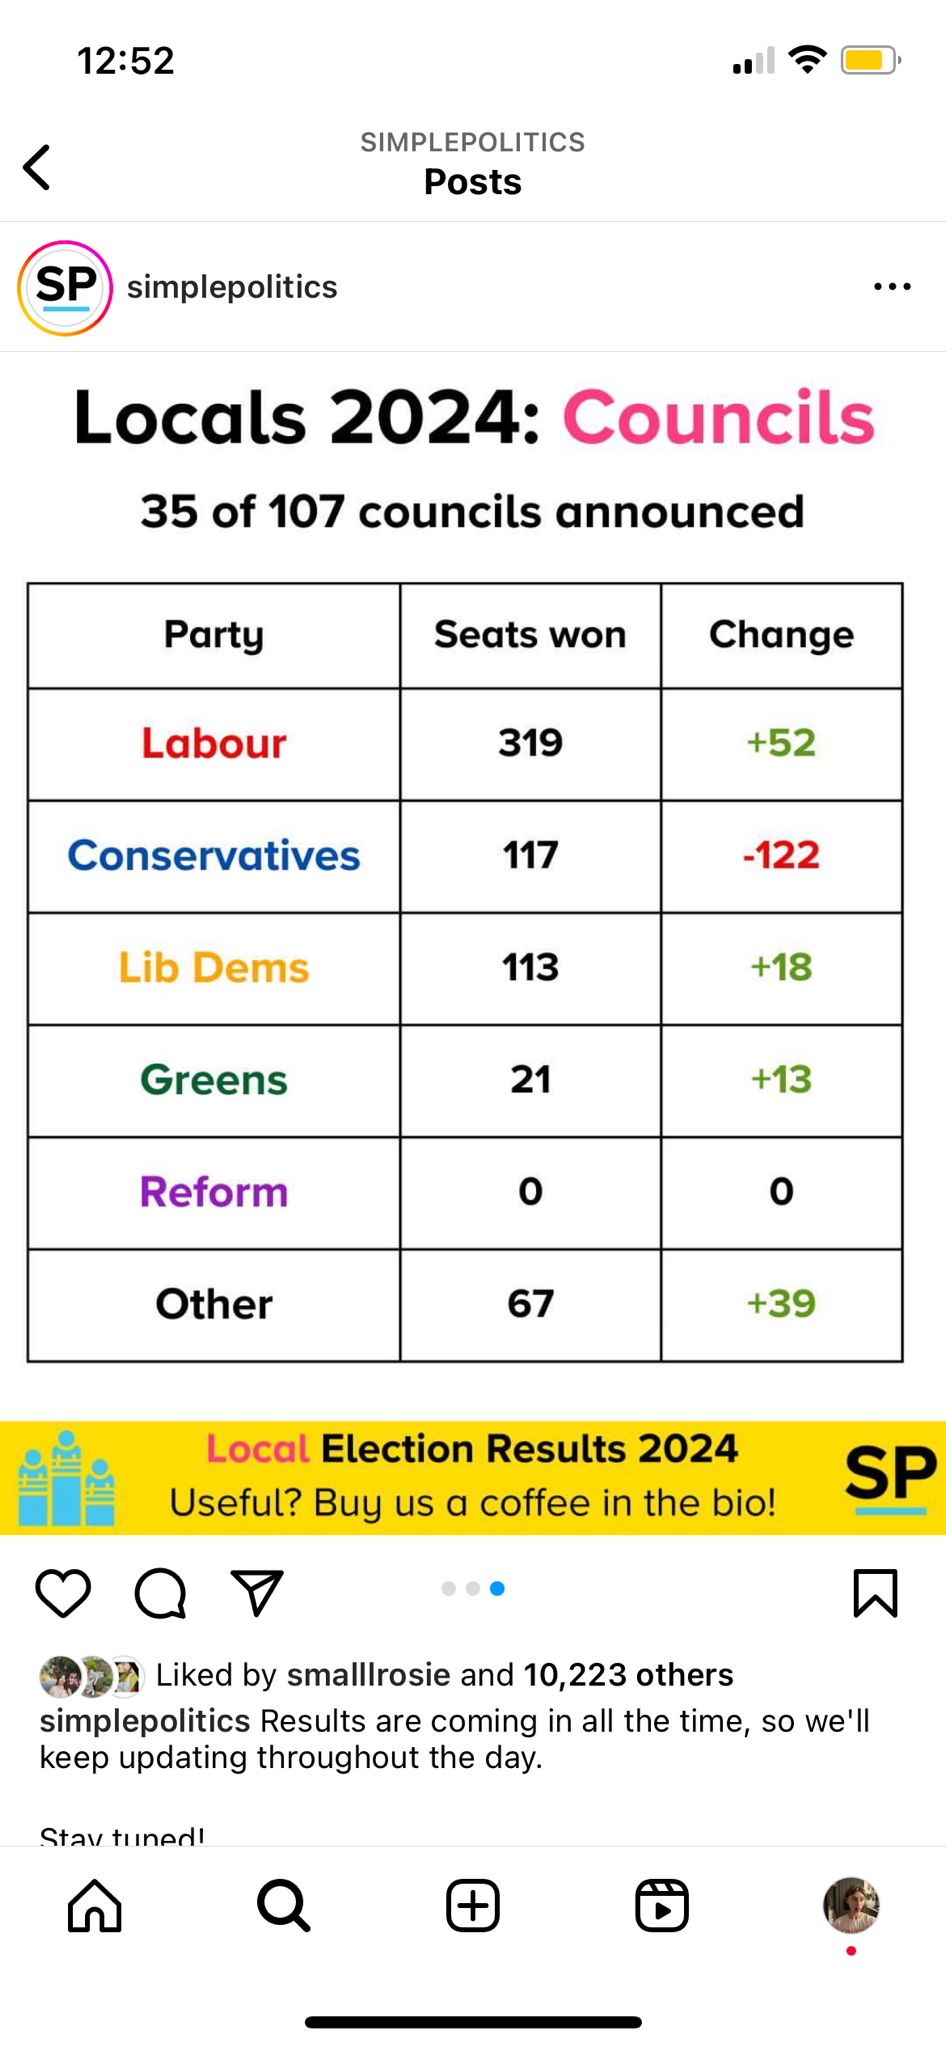 12:52
SIMPLEPOLITICS
Posts
SP
simplepolitics
Locals 2024: Councils
35 of 107 councils announced
Party Seats won Change
Labour 319 +52
Conservatives 117 -122
Lib Dems 113 +18
Greens 21 +13
Reform 0 0
Other 67 +39
Local Election Results 2024
Useful? Buy us a coffee in the bio!
SP
Liked by smalllrosie and 10,223 others
simplepolitics Results are coming in all the time, so we'll
keep updating throughout the day.
Stay tuned!